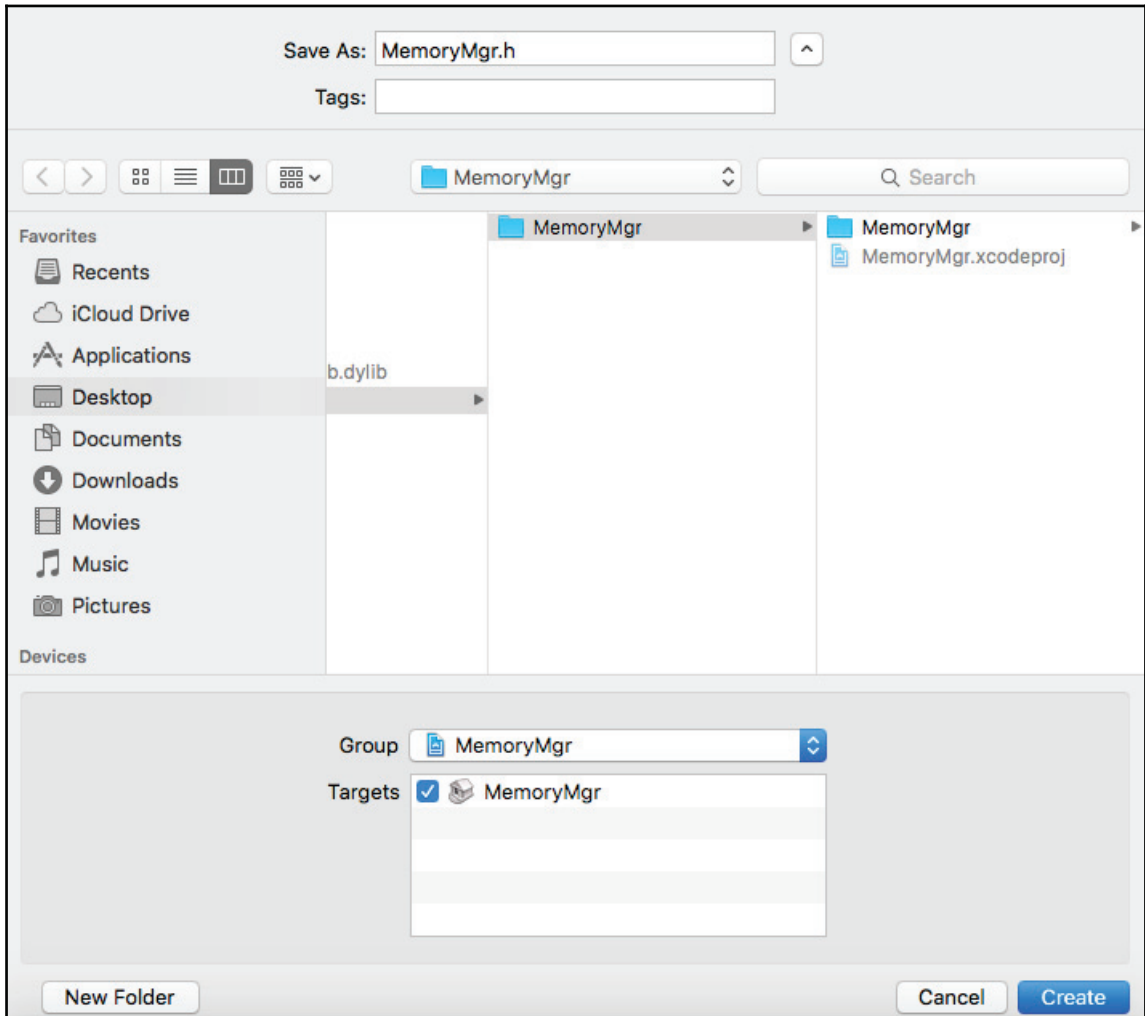 Save As: MemoryMgr.h
Tags:
MemoryMgr
Search
Favorites
Recents
iCloud Drive
Applications
Desktop
Documents
Downloads
Movies
Music
Pictures
Devices
b.dylib
MemoryMgr
MemoryMgr
MemoryMgr.xcodeproj
Group MemoryMgr
Targets MemoryMgr
New Folder
Cancel
Create